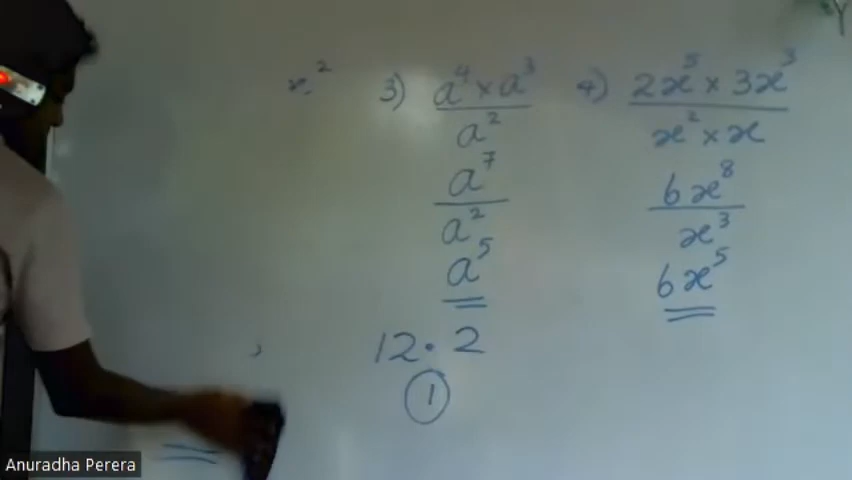 x²
3) a⁴ × a³
a²
a⁷
a²
a⁵
4) 2x⁵ × 3x³
x² × x
6x⁸
x³
6x⁵
12 · 2
1
Anuradha Perera